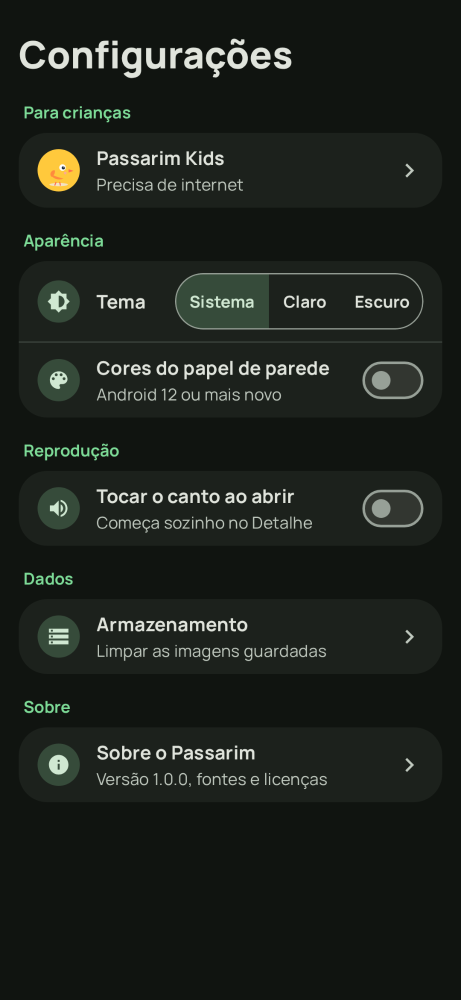 Configurações
Para crianças
Passarim Kids
Precisa de internet
Aparência
Tema
Sistema
Claro
Escuro
Cores do papel de parede
Android 12 ou mais novo
Reprodução
Tocar o canto ao abrir
Começa sozinho no Detalhe
Dados
Armazenamento
Limpar as imagens guardadas
Sobre
Sobre o Passarim
Versão 1.0.0, fontes e licenças